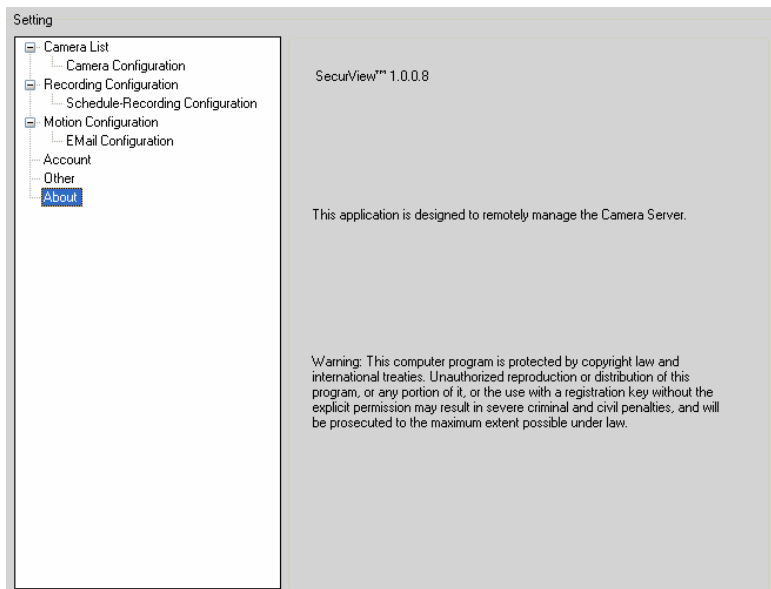 Setting
Camera List
Camera Configuration
Recording Configuration
Schedule-Recording Configuration
Motion Configuration
EMail Configuration
Account
Other
About
SecurView™ 1.0.0.8
This application is designed to remotely manage the Camera Server.
Warning: This computer program is protected by copyright law and
international treaties. Unauthorized reproduction or distribution of this
program, or any portion of it, or the use with a registration key without the
explicit permission may result in severe criminal and civil penalties, and will
be prosecuted to the maximum extent possible under law.